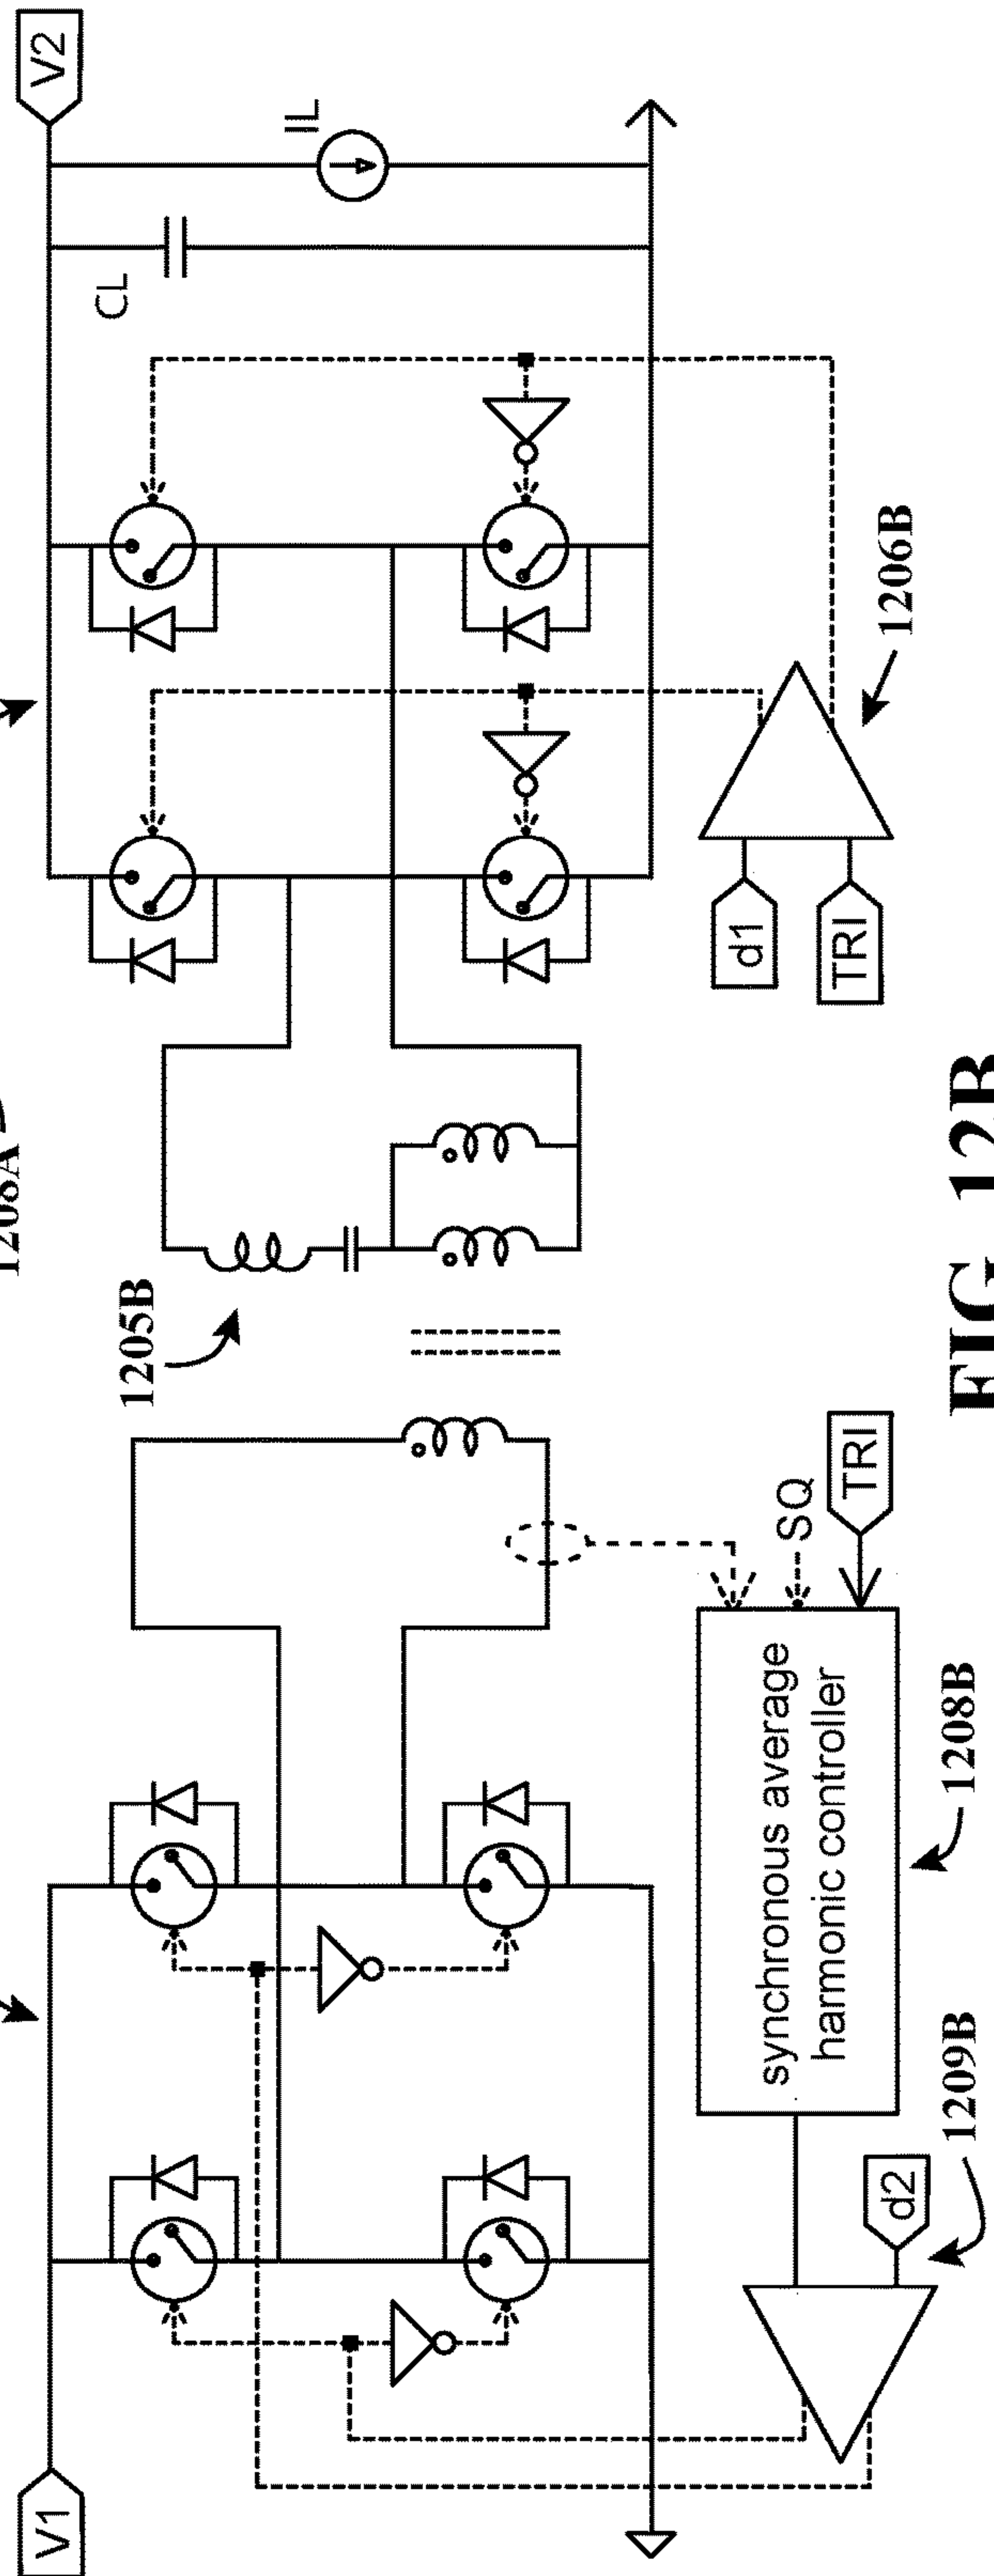 V1
V2
1208A
CL
IL
1205B
SQ
TRI
synchronous average
harmonic controller
1208B
d2
1209B
d1
TRI
1206B
FIG. 12B